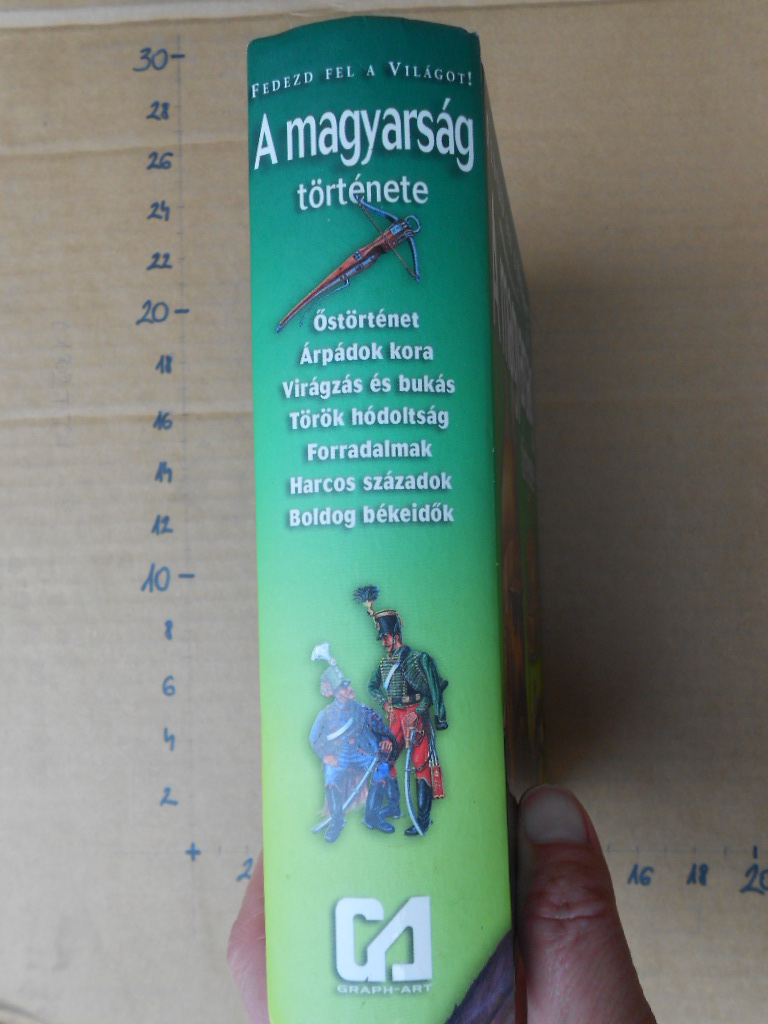 FEDEZD FEL A VILÁGOT!
A magyarság
története
Őstörténet
Árpádok kora
Virágzás és bukás
Török hódoltság
Forradalmak
Harcos századok
Boldog békeidők
GA
GRAPH-ART
30
28
26
24
22
20
18
16
14
12
10
8
6
4
2
+
2
16
18
20